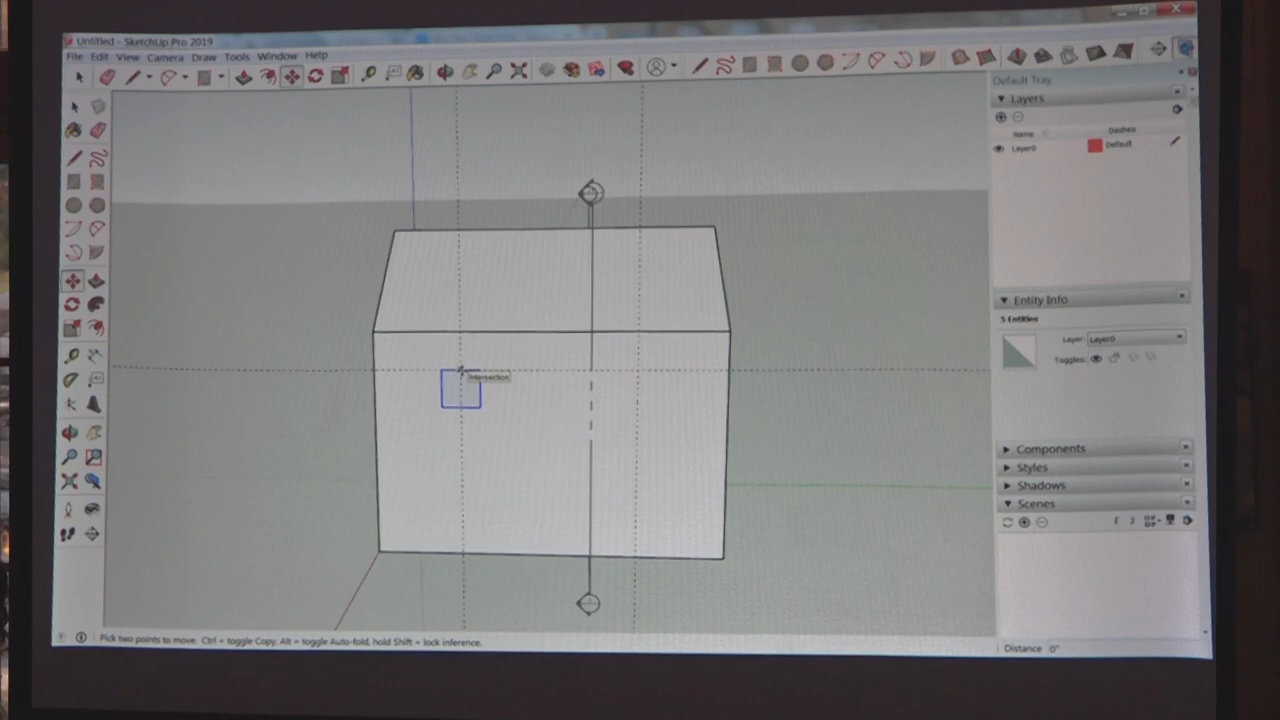 Untitled - SketchUp Pro 2019
File Edit View Camera Draw Tools Window Help
Default Tray
Layers
Name Dashes
Layer0 Default
Intersection
Entity Info
5 Entities
Layer: Layer0
Toggles:
Components
Styles
Shadows
Scenes
Pick two points to move. Ctrl = toggle Copy, Alt = toggle Auto-fold, hold Shift = lock inference.
Distance 0"